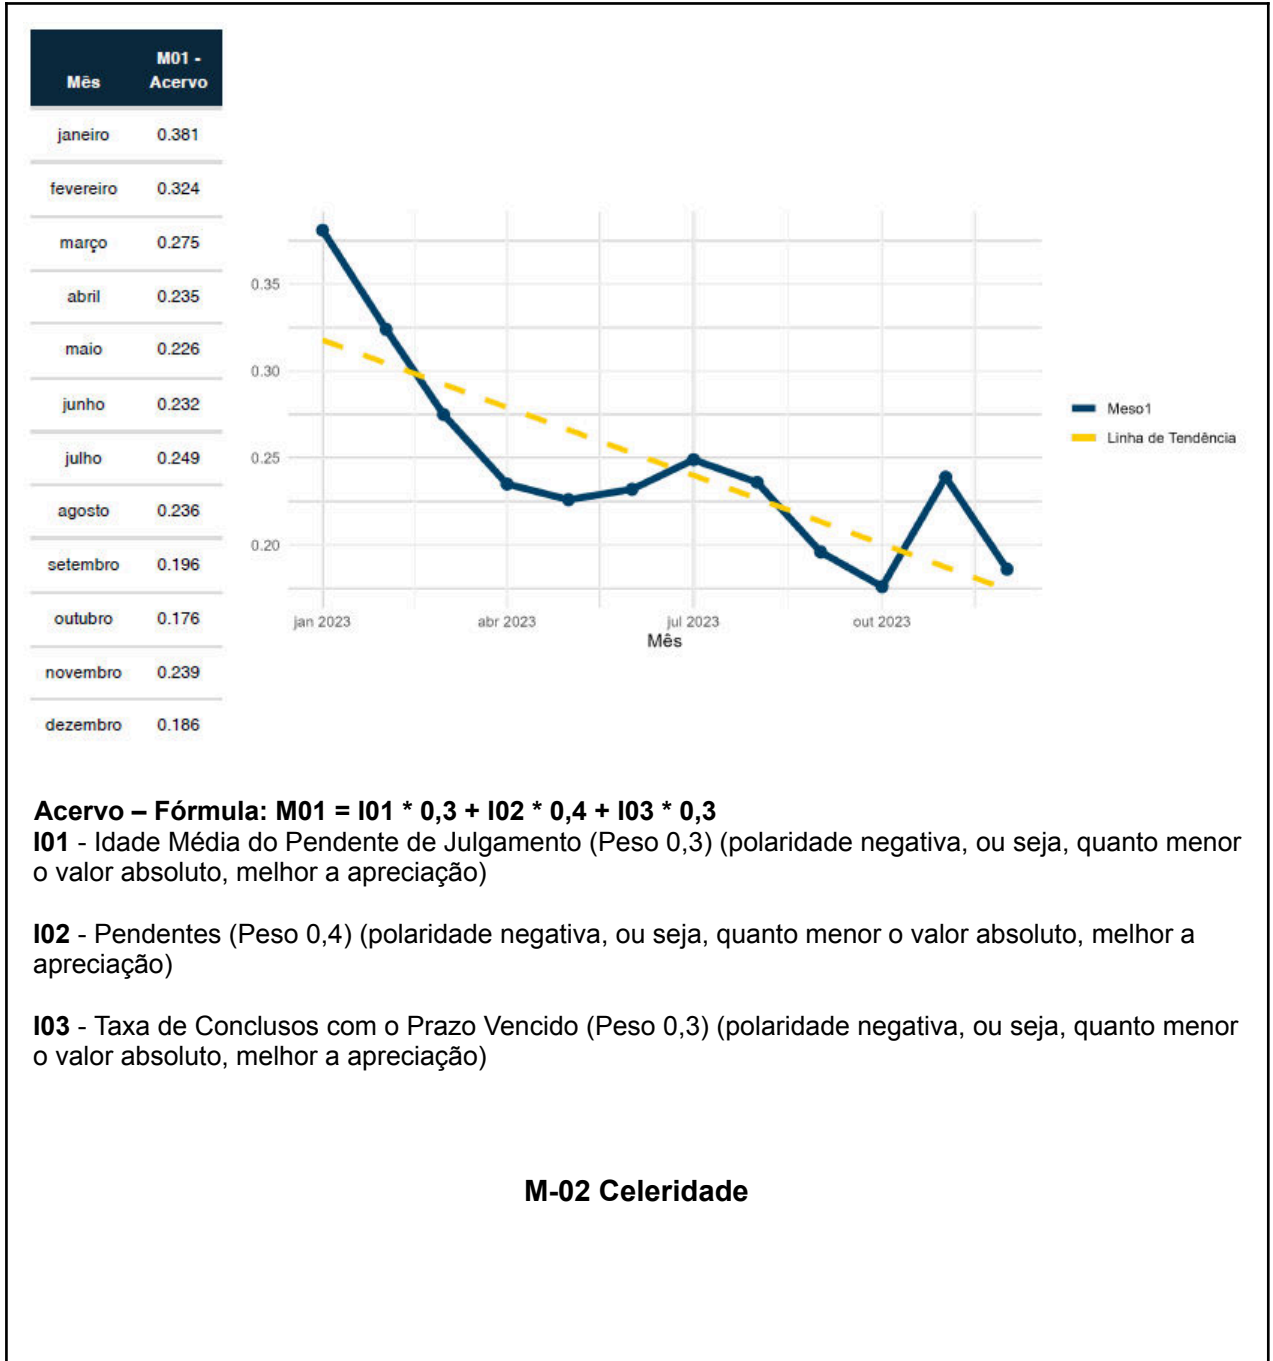 Mês M01 - Acervo
janeiro 0.381
fevereiro 0.324
março 0.275
abril 0.235
maio 0.226
junho 0.232
julho 0.249
agosto 0.236
setembro 0.196
outubro 0.176
novembro 0.239
dezembro 0.186
0.35
0.30
0.25
0.20
jan 2023 abr 2023 jul 2023 out 2023
Mês
Meso1
Linha de Tendência
Acervo – Fórmula: M01 = I01 * 0,3 + I02 * 0,4 + I03 * 0,3
I01 - Idade Média do Pendente de Julgamento (Peso 0,3) (polaridade negativa, ou seja, quanto menor
o valor absoluto, melhor a apreciação)
I02 - Pendentes (Peso 0,4) (polaridade negativa, ou seja, quanto menor o valor absoluto, melhor a
apreciação)
I03 - Taxa de Conclusos com o Prazo Vencido (Peso 0,3) (polaridade negativa, ou seja, quanto menor
o valor absoluto, melhor a apreciação)
M-02 Celeridade